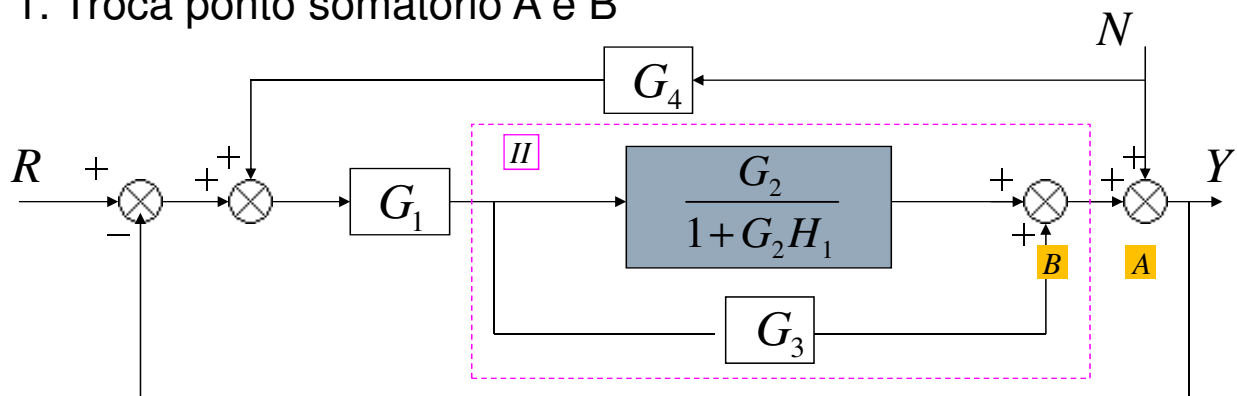 1. Troca ponto somatório A e B
N
G₄
+
II
R
+
+
G₁
G₂
1+G₂H₁
+
+
+
Y
−
+
B
A
G₃